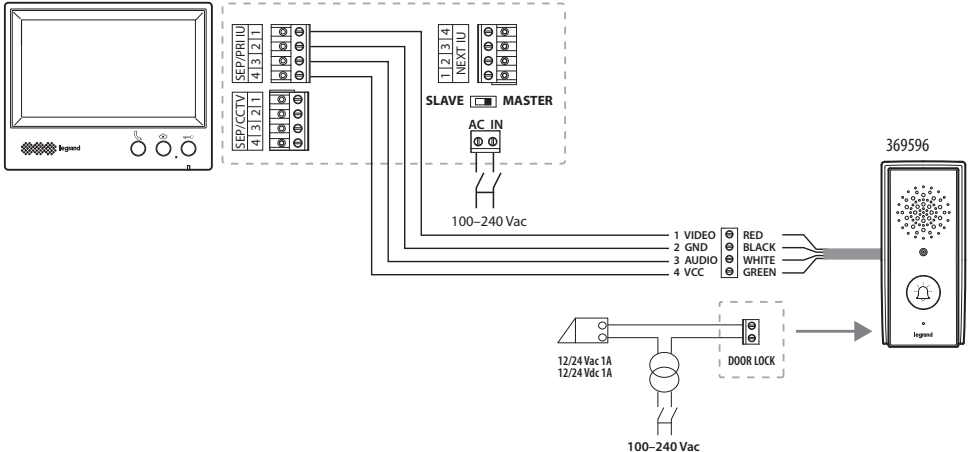 legrand
SEP/PRI IU
1
2
3
4
SEP/CCTV
1
2
3
4
NEXT IU
1 2 3 4
SLAVE MASTER
AC IN
100–240 Vac
369596
legrand
1 VIDEO RED
2 GND BLACK
3 AUDIO WHITE
4 VCC GREEN
12/24 Vac 1A
12/24 Vdc 1A
DOOR LOCK
100–240 Vac